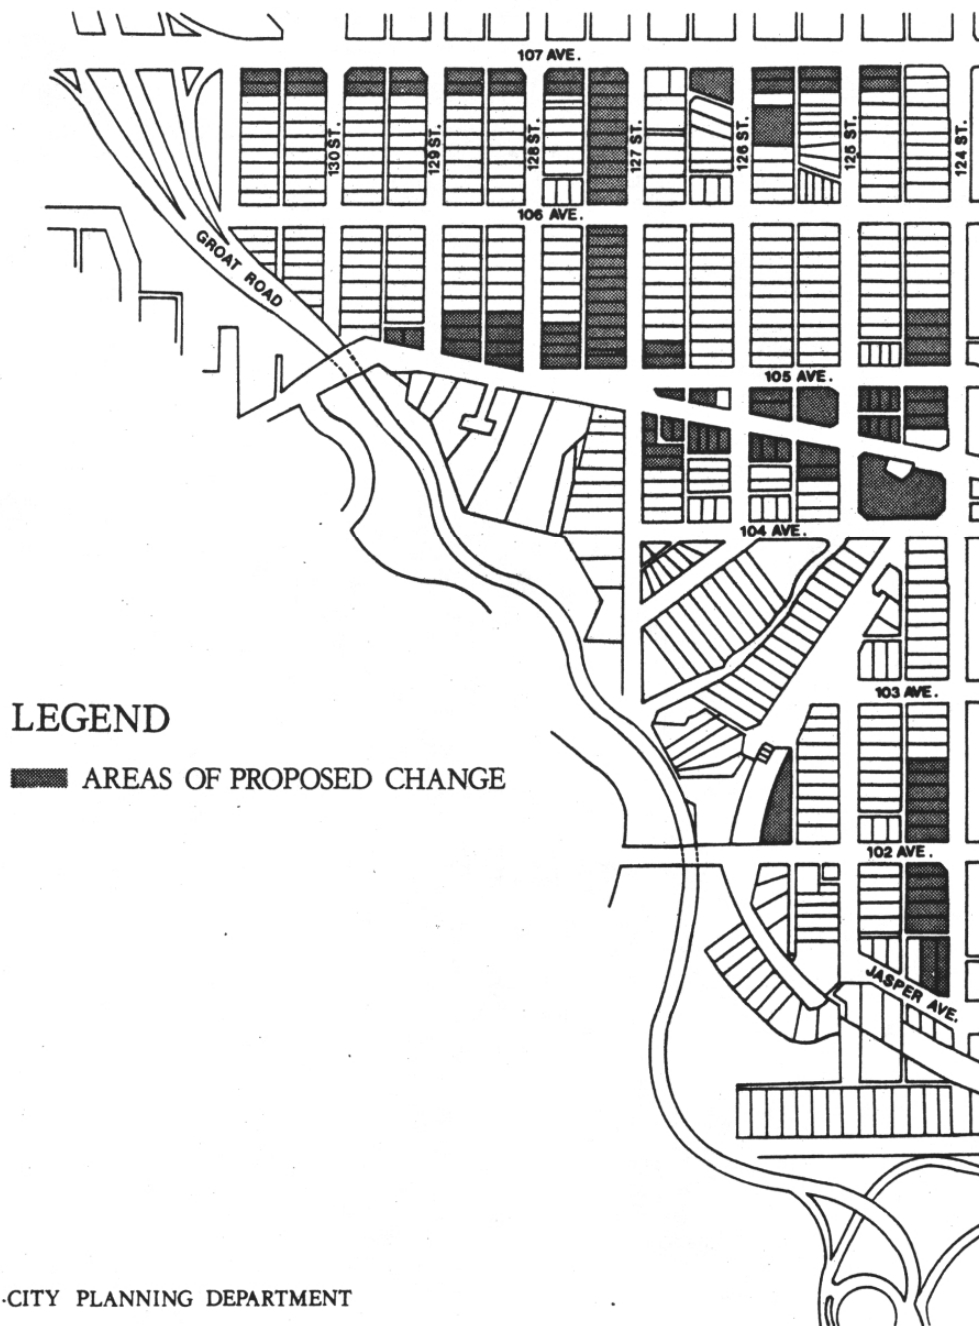 107 AVE.
130 ST.
129 ST.
128 ST.
127 ST.
126 ST.
125 ST.
124 ST.
106 AVE.
GROAT ROAD
105 AVE.
104 AVE.
103 AVE.
LEGEND
AREAS OF PROPOSED CHANGE
102 AVE.
JASPER AVE.
CITY PLANNING DEPARTMENT